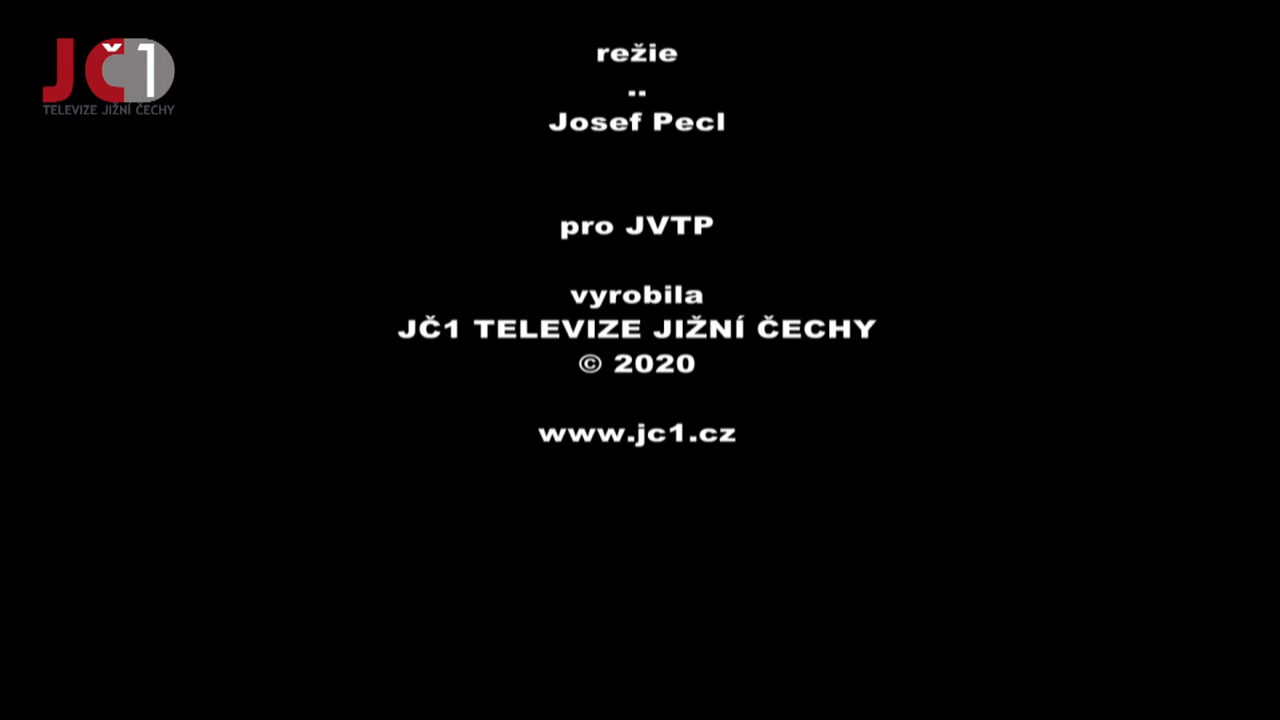 JČ1
TELEVIZE JIŽNÍ ČECHY
režie
..
Josef Pecl
pro JVTP
vyrobila
JČ1 TELEVIZE JIŽNÍ ČECHY
© 2020
www.jc1.cz